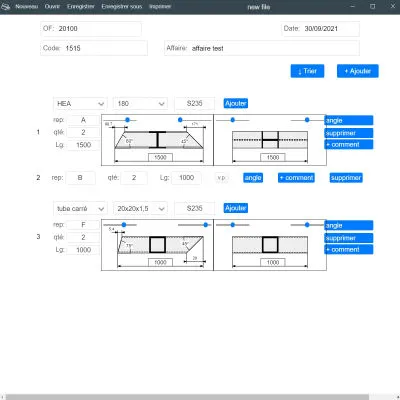 Nouveau Ouvrir Enregistrer Enregistrer sous Imprimer new file
OF: 20100 Date: 30/09/2021
Code: 1515 Affaire: affaire test
↓ Trier + Ajouter
HEA 180 S235 Ajouter
rep: A angle
1 qté: 2 supprimer
Lg: 1500 + comment
60° 45°
1500 1500
2 rep: B qté: 2 Lg: 1000 v.p angle + comment supprimer
tube carré 20x20x1,5 S235 Ajouter
rep: F angle
3 qté: 2 supprimer
Lg: 1000 + comment
5,4 75° 45° 20
1000 1000